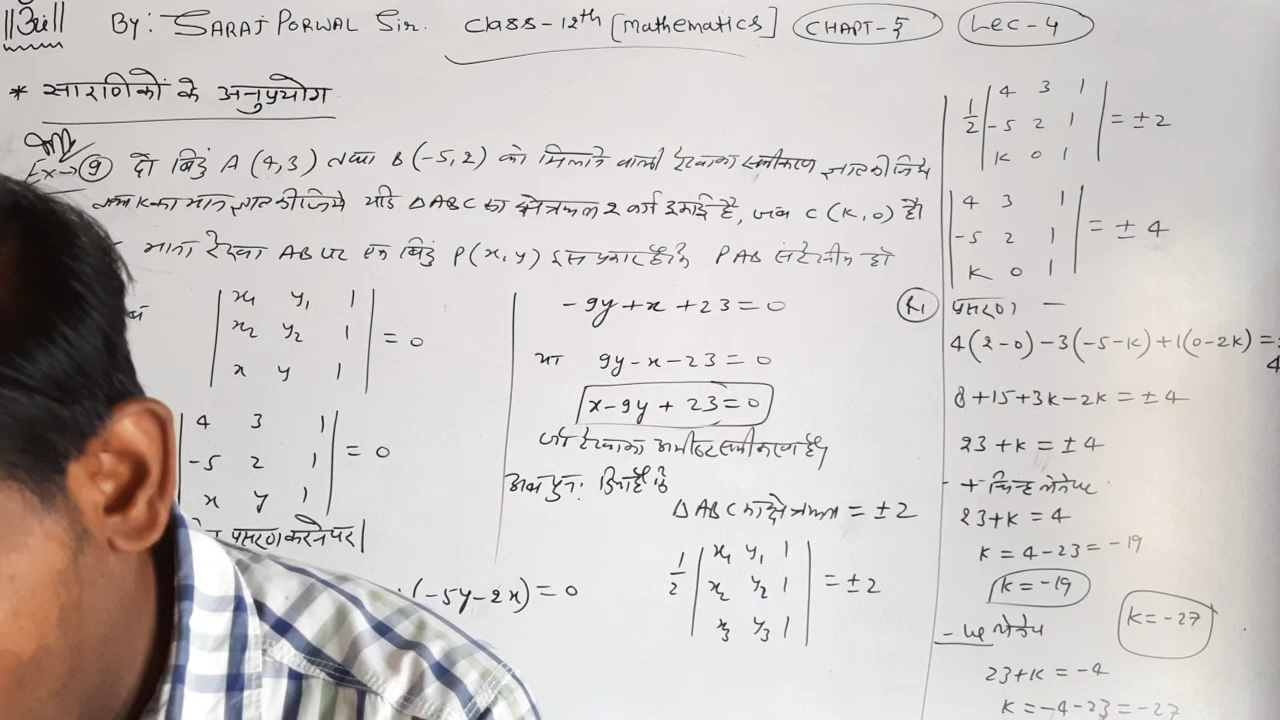 ||ॐ|| By: SARAJ PORWAL Sir. Class-12th [Mathematics] CHAPT-5 Lec-4
* सारणिकों के अनुप्रयोग
Ex→ 9 दो बिंदु A (4,3) तथा B (-5,2) को मिलाने वाली रेखा का समीकरण ज्ञात कीजिये
तथा K का मान ज्ञात कीजिये यदि ΔABC का क्षेत्रफल 2 वर्ग इकाई है, जब C (K,0) है।
माना रेखा AB पर एक बिंदु P(x,y) इस प्रकार है कि PAB संरेखीय हो
| x1 y1 1 |
| x2 y2 1 | = 0
| x y 1 |
| 4 3 1 |
| -5 2 1 | = 0
| x y 1 |
प्रसरण करने पर|
(-5y-2x) = 0
-9y+x+23=0
या 9y-x-23=0
x-9y+23=0
जो रेखा का अभीष्ट समीकरण है
अब पुनः दिया है कि
ΔABC का क्षेत्रफल = ±2
1/2 | x1 y1 1 |
| x2 y2 1 | = ±2
| x3 y3 1 |
1/2 | 4 3 1 |
| -5 2 1 | = ±2
| K 0 1 |
| 4 3 1 |
| -5 2 1 | = ±4
| K 0 1 |
R1 प्रसरण —
4(2-0)-3(-5-K)+1(0-2K)=
8+15+3K-2K=±4
23+K=±4
+ चिन्ह लेने पर
23+K=4
K=4-23=-19
K=-19
- ve लेने पर
K=-27
23+K=-4
K=-4-23=-27